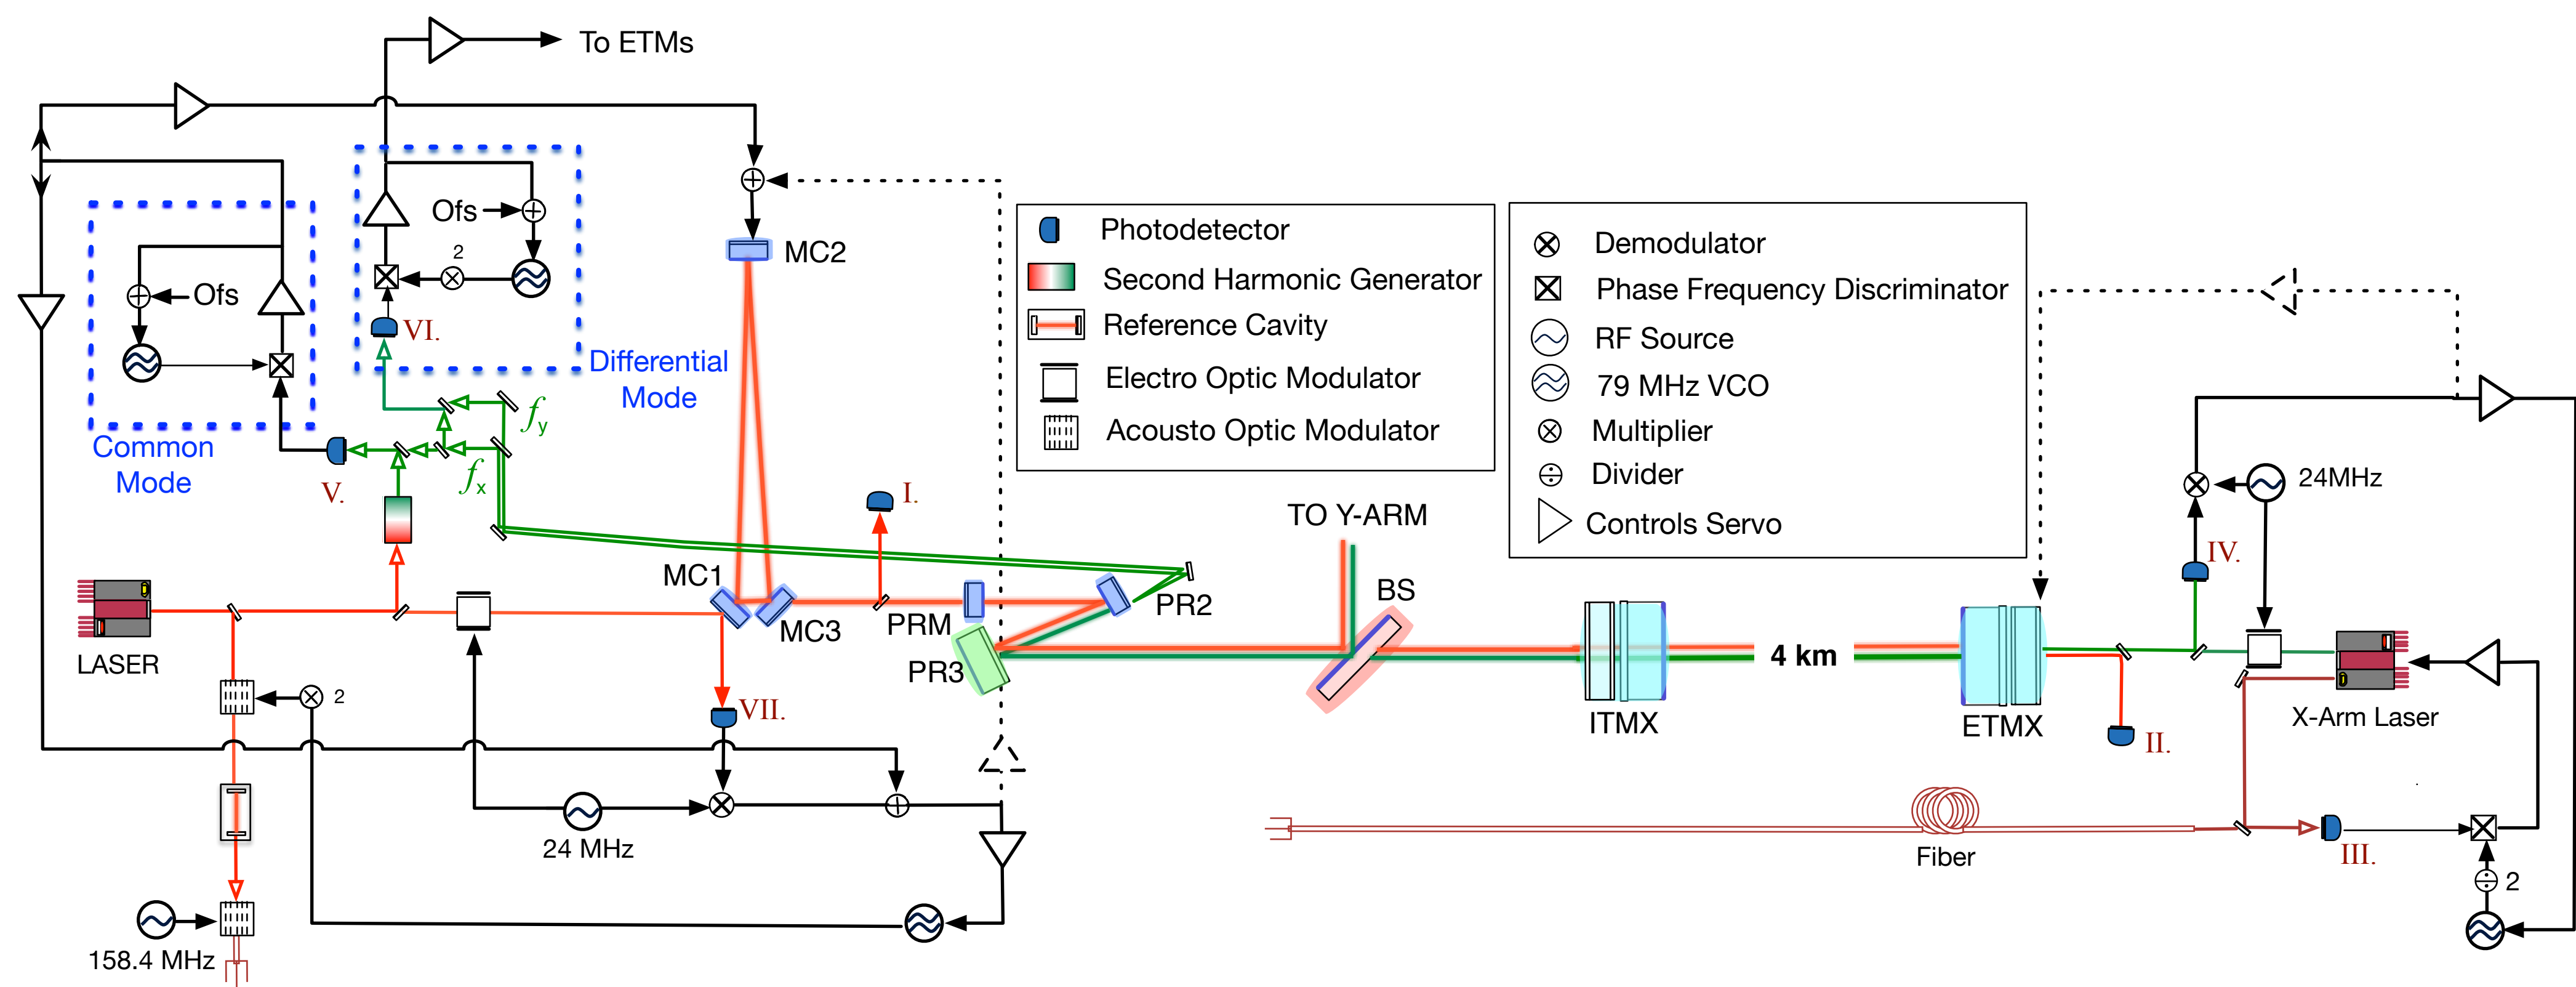 To ETMs
Ofs
2
Ofs
VI.
Differential
Mode
Common
Mode
V.
f
y
f
x
MC2
I.
MC1
MC3
PRM
PR2
PR3
LASER
2
VII.
24 MHz
158.4 MHz
Photodetector
Second Harmonic Generator
Reference Cavity
Electro Optic Modulator
Acousto Optic Modulator
Demodulator
Phase Frequency Discriminator
RF Source
79 MHz VCO
Multiplier
Divider
Controls Servo
TO Y-ARM
BS
ITMX
4 km
ETMX
II.
24MHz
IV.
X-Arm Laser
Fiber
III.
2